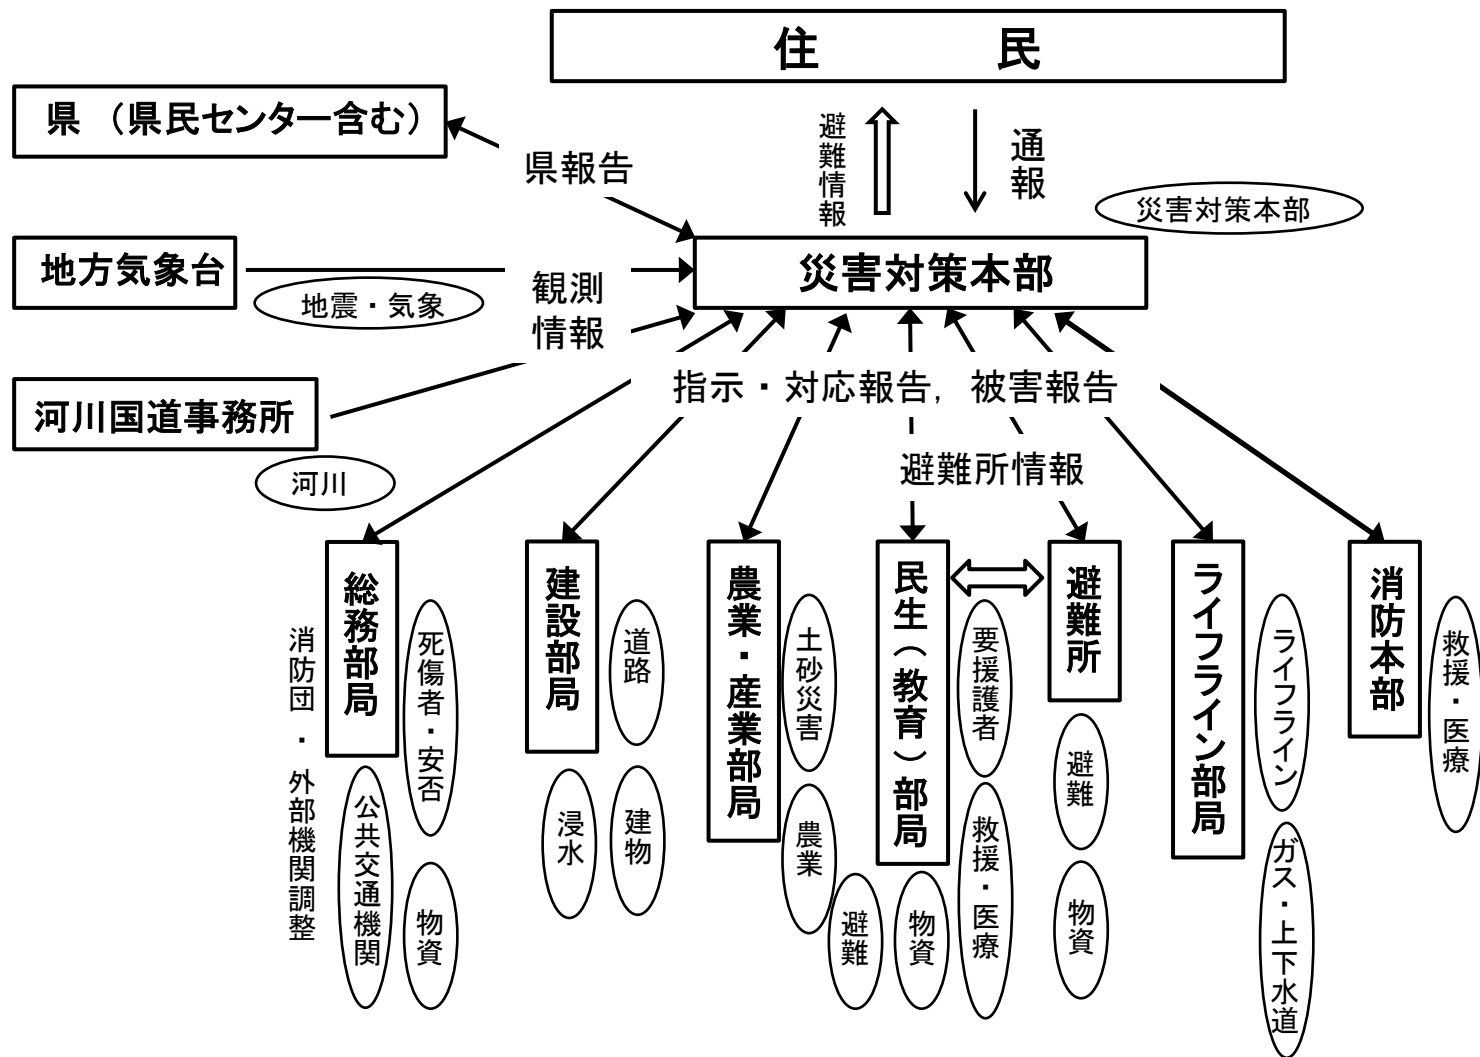 住　　民
県 （県民センター含む）
避難情報
通報
県報告
災害対策本部
地方気象台
災害対策本部
地震・気象
観測
情報
河川国道事務所
指示・対応報告，被害報告
河川
避難所情報
総務部局
建設部局
農業・産業部局
民生（教育）部局
避難所
ライフライン部局
消防本部
消防団・外部機関調整
死傷者・安否
公共交通機関
物資
道路
浸水
建物
土砂災害
農業
要援護者
避難
物資
救援・医療
避難
物資
ライフライン
ガス・上下水道
救援・医療